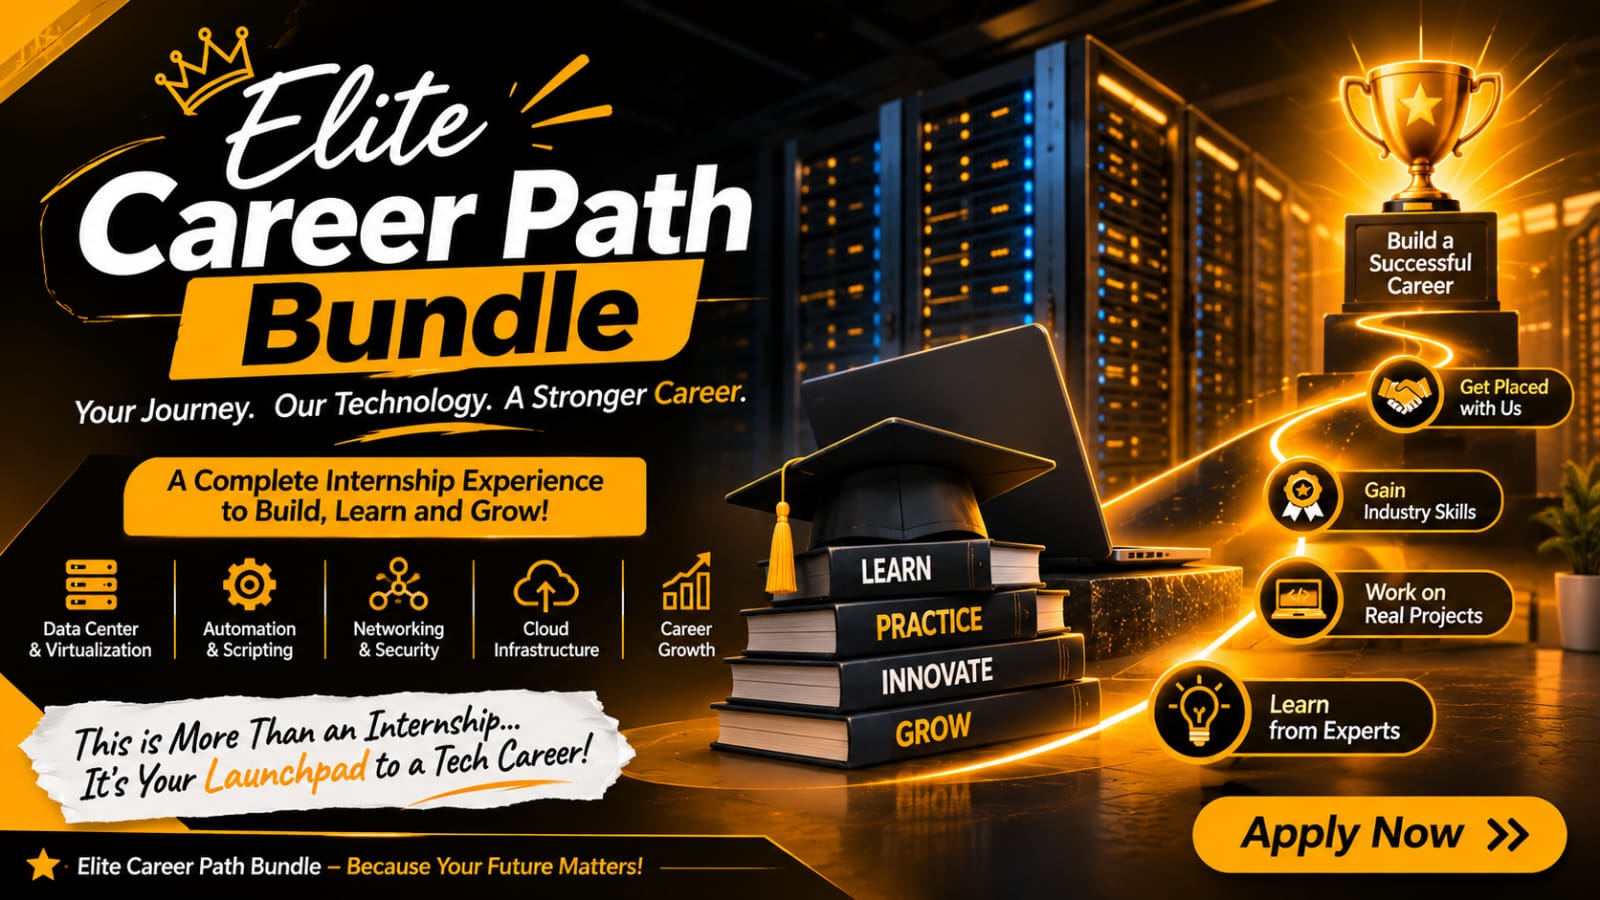 Elite
Career Path
Bundle
Your Journey. Our Technology. A Stronger Career.
A Complete Internship Experience
to Build, Learn and Grow!
Data Center
& Virtualization
Automation
& Scripting
Networking
& Security
Cloud
Infrastructure
Career
Growth
This is More Than an Internship...
It's Your Launchpad to a Tech Career!
Elite Career Path Bundle – Because Your Future Matters!
LEARN
PRACTICE
INNOVATE
GROW
Build a
Successful
Career
Get Placed
with Us
Gain
Industry Skills
Work on
Real Projects
Learn
from Experts
Apply Now